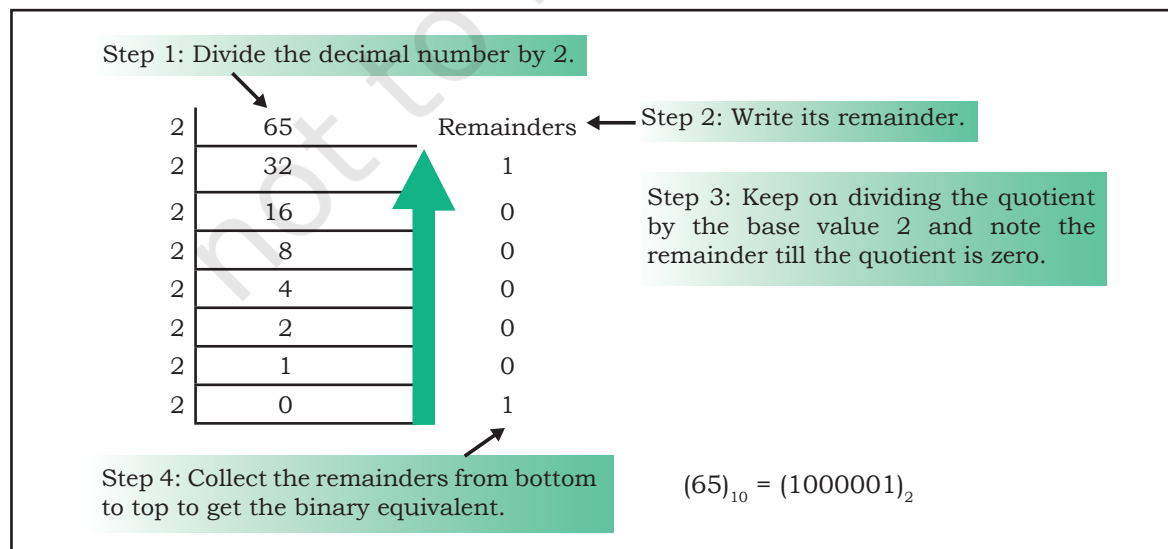 Step 1: Divide the decimal number by 2.
2 65 Remainders
Step 2: Write its remainder.
2 32 1
2 16 0
2 8 0
2 4 0
2 2 0
2 1 0
2 0 1
Step 3: Keep on dividing the quotient
by the base value 2 and note the
remainder till the quotient is zero.
Step 4: Collect the remainders from bottom
to top to get the binary equivalent.
(65)₁₀ = (1000001)₂
not to